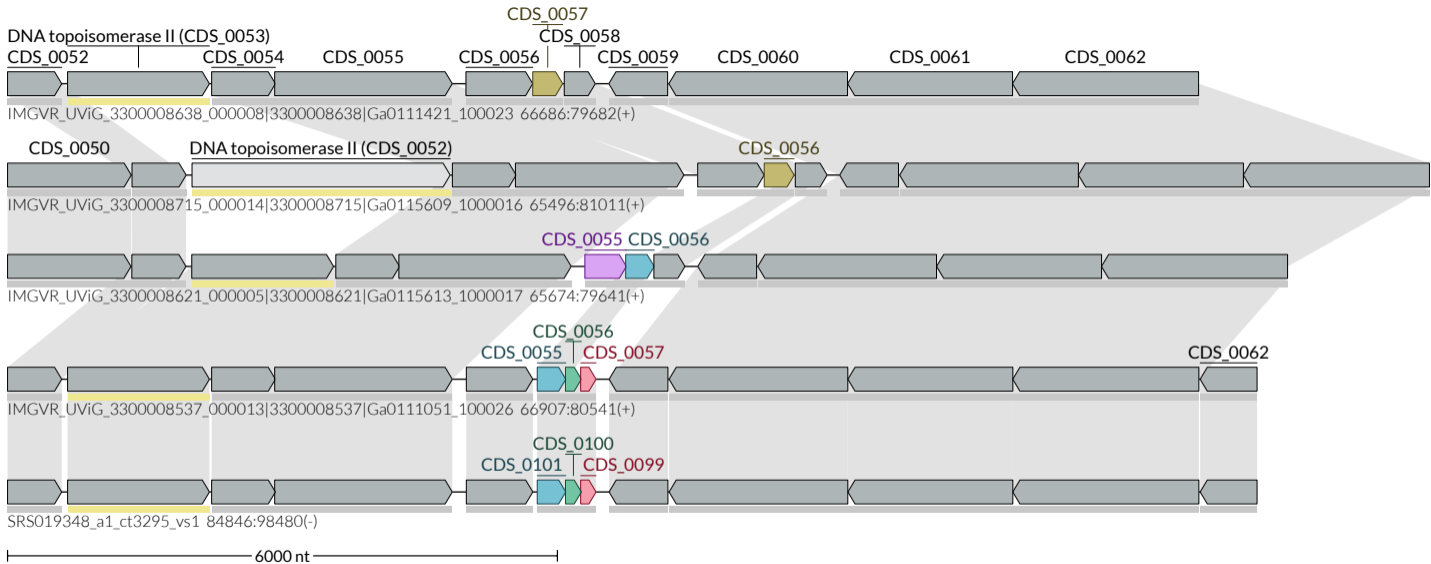 CDS_0057
DNA topoisomerase II (CDS_0053) CDS_0058
CDS_0052 CDS_0054 CDS_0055 CDS_0056 CDS_0059 CDS_0060 CDS_0061 CDS_0062
IMGVR_UViG_3300008638_000008|3300008638|Ga0111421_100023 66686:79682(+)
CDS_0050 DNA topoisomerase II (CDS_0052) CDS_0056
IMGVR_UViG_3300008715_000014|3300008715|Ga0115609_1000016 65496:81011(+)
CDS_0055 CDS_0056
IMGVR_UViG_3300008621_000005|3300008621|Ga0115613_1000017 65674:79641(+)
CDS_0056
CDS_0055 CDS_0057 CDS_0062
IMGVR_UViG_3300008537_000013|3300008537|Ga0111051_100026 66907:80541(+)
CDS_0100
CDS_0101 CDS_0099
SRS019348_a1_ct3295_vs1 84846:98480(-)
6000 nt